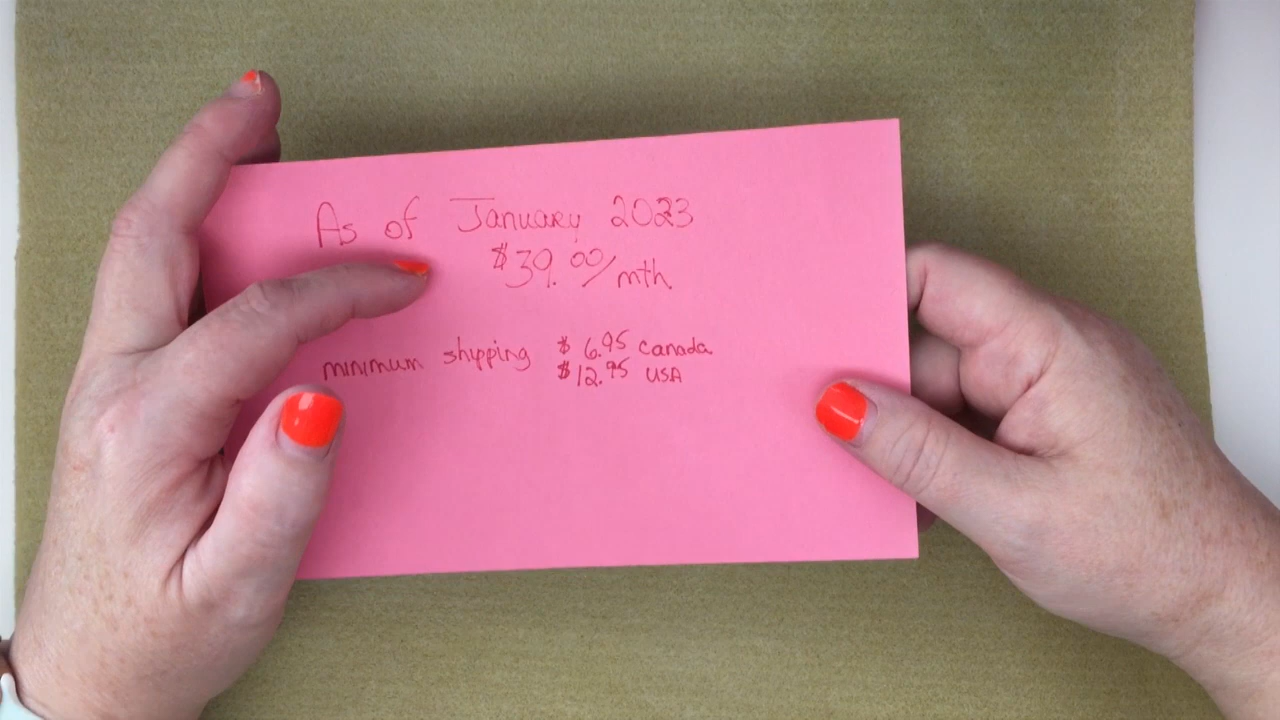 As of January 2023
$39.00/mth
minimum shipping $ 6.95 Canada
$12.95 USA